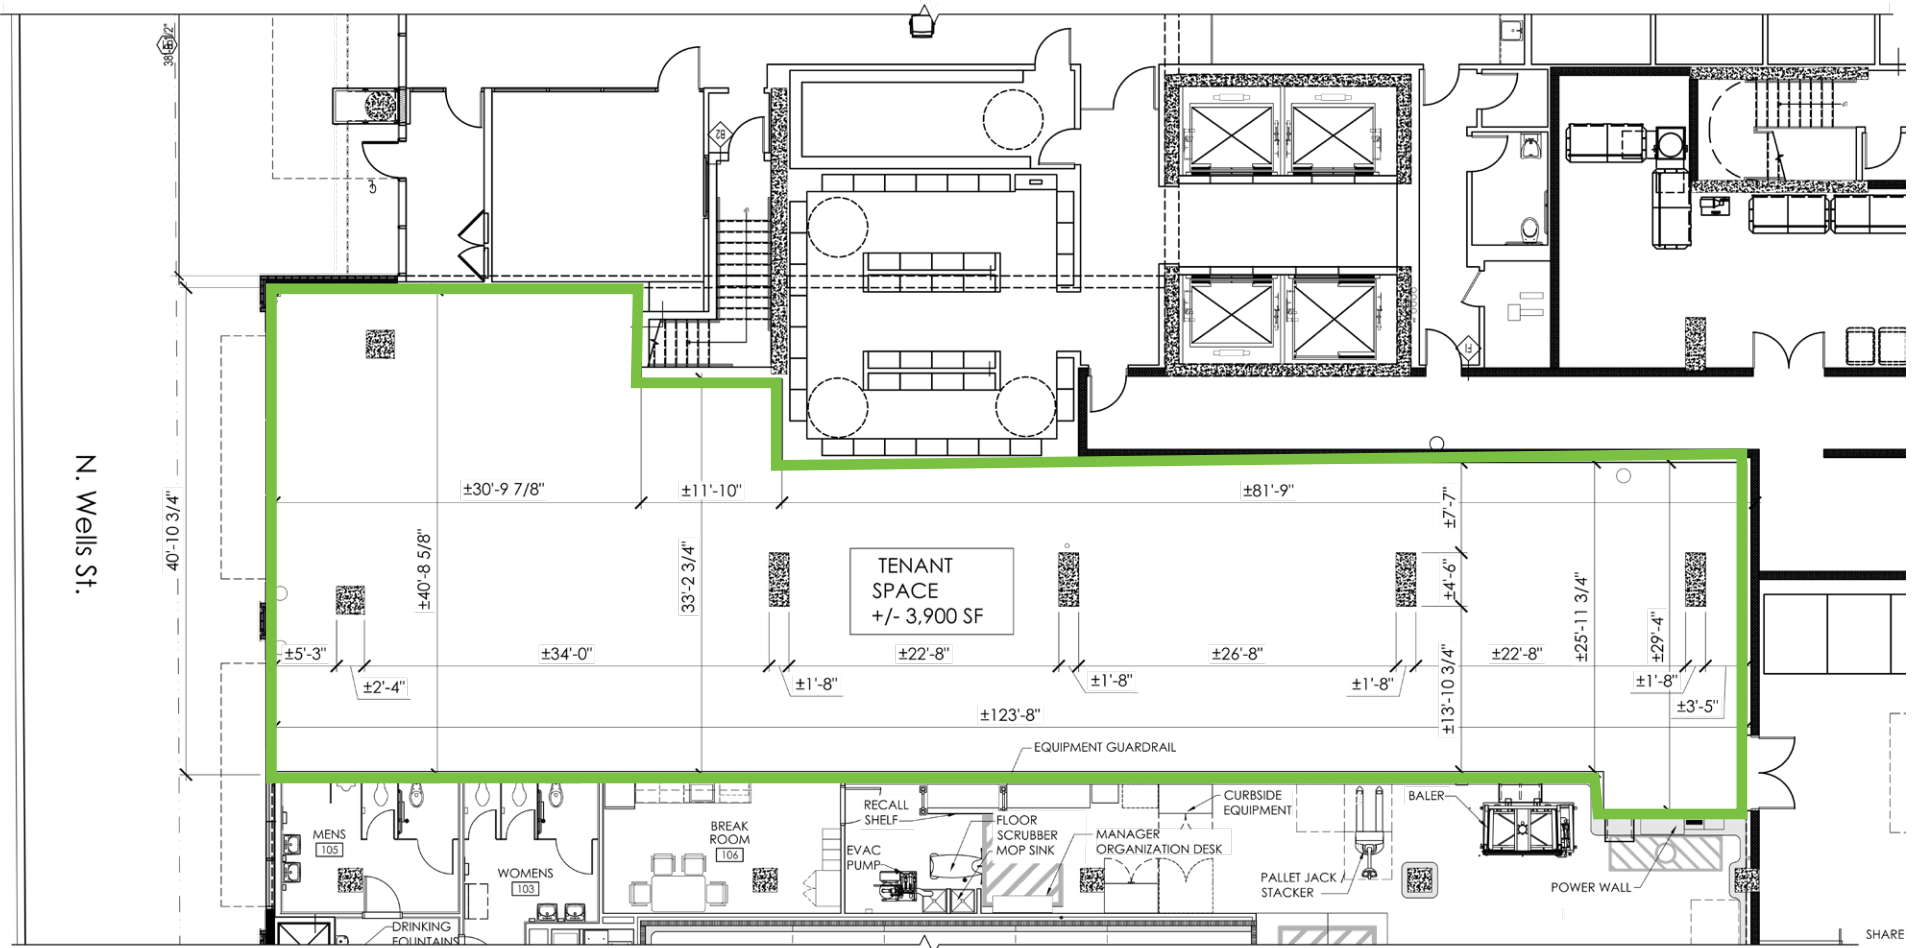 B2
F1
N. Wells St.
40'-10 3/4"
±30'-9 7/8"
±11'-10"
±81'-9"
±7'-7"
±40'-8 5/8"
33'-2 3/4"
TENANT
SPACE
+/- 3,900 SF
±4'-6"
±25'-11 3/4"
±29'-4"
±5'-3"
±34'-0"
±22'-8"
±26'-8"
±22'-8"
±2'-4"
±1'-8"
±1'-8"
±1'-8"
±1'-8"
±13'-10 3/4"
±3'-5"
±123'-8"
EQUIPMENT GUARDRAIL
RECALL
SHELF
CURBSIDE
EQUIPMENT
BALER
MENS
105
BREAK
ROOM
106
FLOOR
SCRUBBER
MOP SINK
MANAGER
ORGANIZATION DESK
EVAC
PUMP
WOMENS
103
PALLET JACK /
STACKER
POWER WALL
DRINKING
FOUNTAINS
SHARE